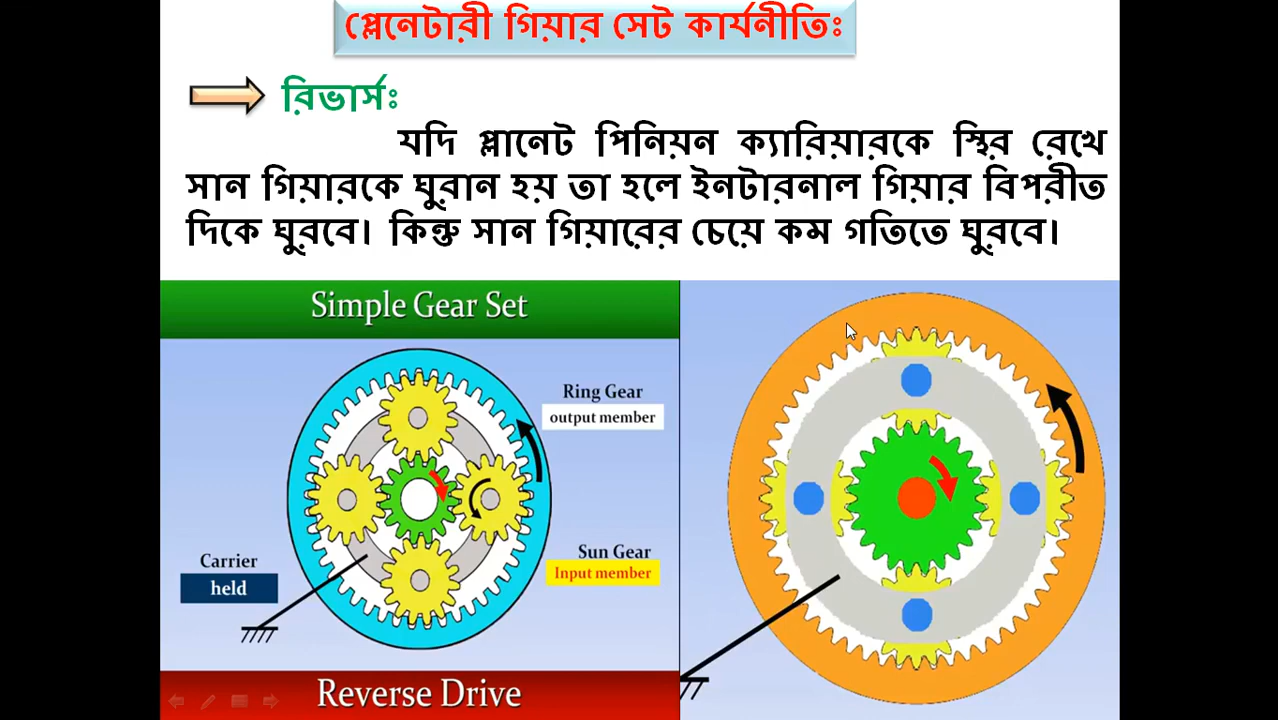 প্লেনেটারী গিয়ার সেট কার্যনীতিঃ
রিভার্সঃ
যদি প্লানেট পিনিয়ন ক্যারিয়ারকে স্থির রেখে
সান গিয়ারকে ঘুরান হয় তা হলে ইনটারনাল গিয়ার বিপরীত
দিকে ঘুরবে। কিন্তু সান গিয়ারের চেয়ে কম গতিতে ঘুরবে।
Simple Gear Set
Ring Gear
output member
Carrier
held
Sun Gear
Input member
Reverse Drive